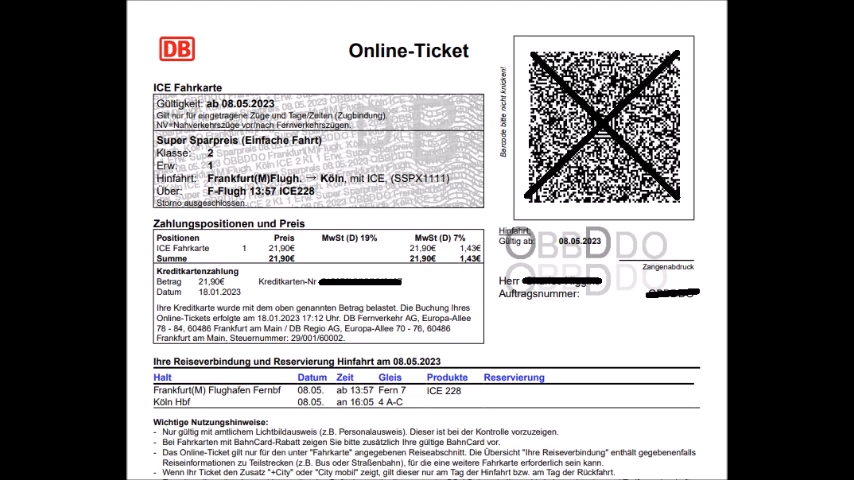 DB
Online-Ticket
ICE Fahrkarte
Gültigkeit: ab 08.05.2023
Gilt nur für eingetragene Züge und Tage/Zeiten (Zugbindung).
NV=Nahverkehrszüge vor/nach Fernverkehrszügen.
Super Sparpreis (Einfache Fahrt)
Klasse: 2
Erw: 1
Hinfahrt: Frankfurt(M)Flugh. → Köln, mit ICE, (SSPX1111)
Über: F-Flugh 13:57 ICE228
Storno ausgeschlossen
Barcode bitte nicht knicken!
Zahlungspositionen und Preis
Positionen Preis MwSt (D) 19% MwSt (D) 7%
ICE Fahrkarte 1 21,90€ 21,90€ 1,43€
Summe 21,90€ 21,90€ 1,43€
Kreditkartenzahlung
Betrag 21,90€ Kreditkarten-Nr
Datum 18.01.2023
Ihre Kreditkarte wurde mit dem oben genannten Betrag belastet. Die Buchung Ihres
Online-Tickets erfolgte am 18.01.2023 17:12 Uhr. DB Fernverkehr AG, Europa-Allee
78 - 84, 60486 Frankfurt am Main / DB Regio AG, Europa-Allee 70 - 76, 60486
Frankfurt am Main, Steuernummer: 29/001/60002.
Hinfahrt
Gültig ab: 08.05.2023
OBBDDO
Zangenabdruck
Herr
Auftragsnummer:
Ihre Reiseverbindung und Reservierung Hinfahrt am 08.05.2023
Halt Datum Zeit Gleis Produkte Reservierung
Frankfurt(M) Flughafen Fernbf 08.05. ab 13:57 Fern 7 ICE 228
Köln Hbf 08.05. an 16:05 4 A-C
Wichtige Nutzungshinweise:
- Nur gültig mit amtlichem Lichtbildausweis (z.B. Personalausweis). Dieser ist bei der Kontrolle vorzuzeigen.
- Bei Fahrkarten mit BahnCard-Rabatt zeigen Sie bitte zusätzlich Ihre gültige BahnCard vor.
- Das Online-Ticket gilt nur für den unter "Fahrkarte" angegebenen Reiseabschnitt. Die Übersicht "Ihre Reiseverbindung" enthält gegebenenfalls
Reiseinformationen zu Teilstrecken (z.B. Bus oder Straßenbahn), für die eine weitere Fahrkarte erforderlich sein kann.
- Wenn Ihr Ticket den Zusatz "+City" oder "City mobil" zeigt, gilt dieser nur am Tag der Hinfahrt bzw. am Tag der Rückfahrt.